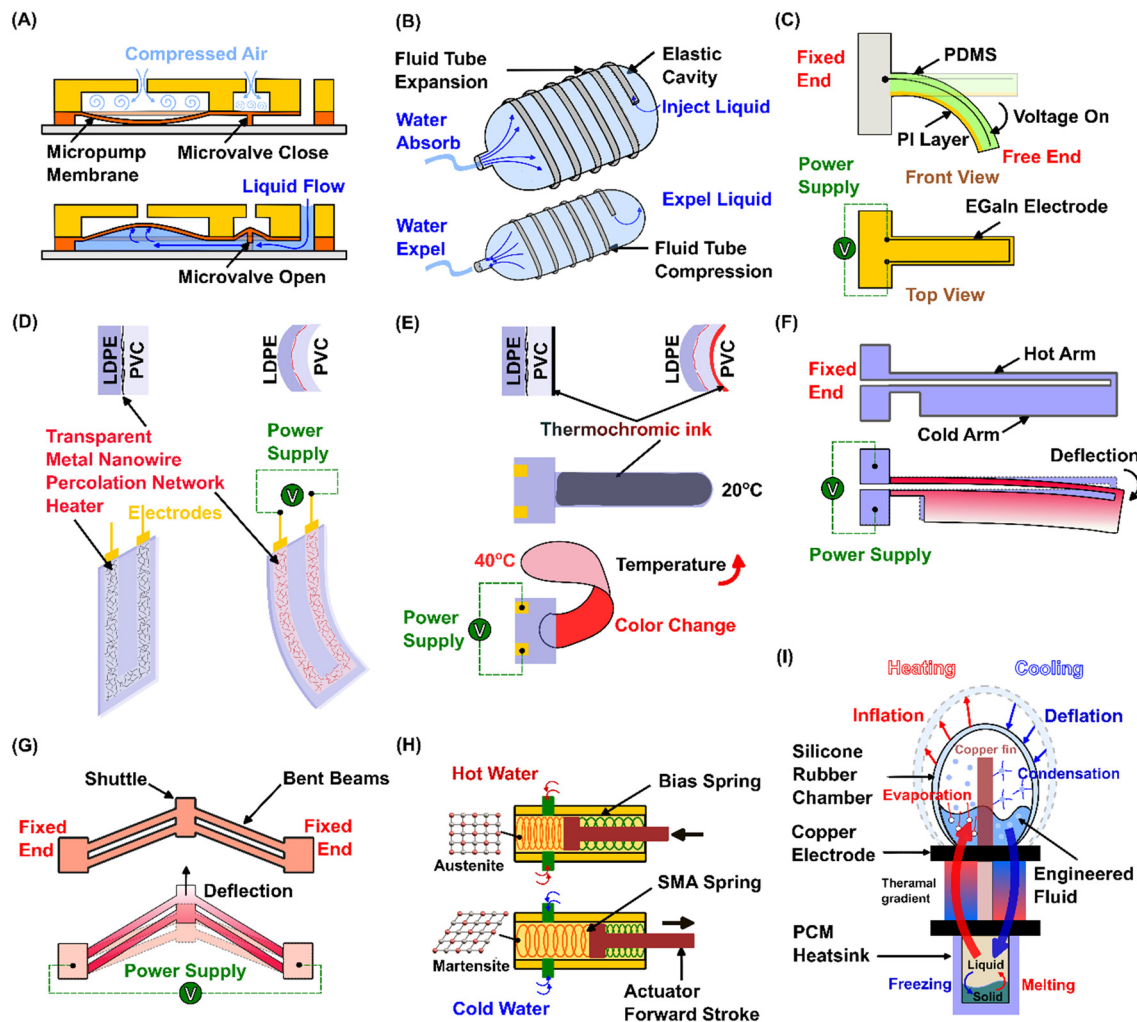 (A)
Compressed Air
Micropump
Membrane
Microvalve Close
Liquid Flow
Microvalve Open
(B)
Fluid Tube
Expansion
Elastic
Cavity
Inject Liquid
Water
Absorb
Expel Liquid
Water
Expel
Fluid Tube
Compression
(C)
Fixed
End
PDMS
Voltage On
PI Layer
Free End
Front View
Power
Supply
EGaIn Electrode
V
Top View
(D)
LDPE
PVC
LDPE
PVC
Transparent
Metal Nanowire
Percolation Network
Heater
Power
Supply
V
Electrodes
(E)
LDPE
PVC
LDPE
PVC
Thermochromic ink
20°C
40°C
Temperature
Power
Supply
V
Color Change
(F)
Fixed
End
Hot Arm
Cold Arm
Deflection
V
Power Supply
(G)
Shuttle
Bent Beams
Fixed
End
Fixed
End
Deflection
Power Supply
V
(H)
Hot Water
Bias Spring
Austenite
SMA Spring
Martensite
Cold Water
Actuator
Forward Stroke
(I)
Heating
Cooling
Inflation
Deflation
Silicone
Rubber
Chamber
Copper fin
Condensation
Evaporation
Copper
Electrode
Engineered
Fluid
Theramal
gradient
PCM
Heatsink
Liquid
Freezing
Melting
Solid